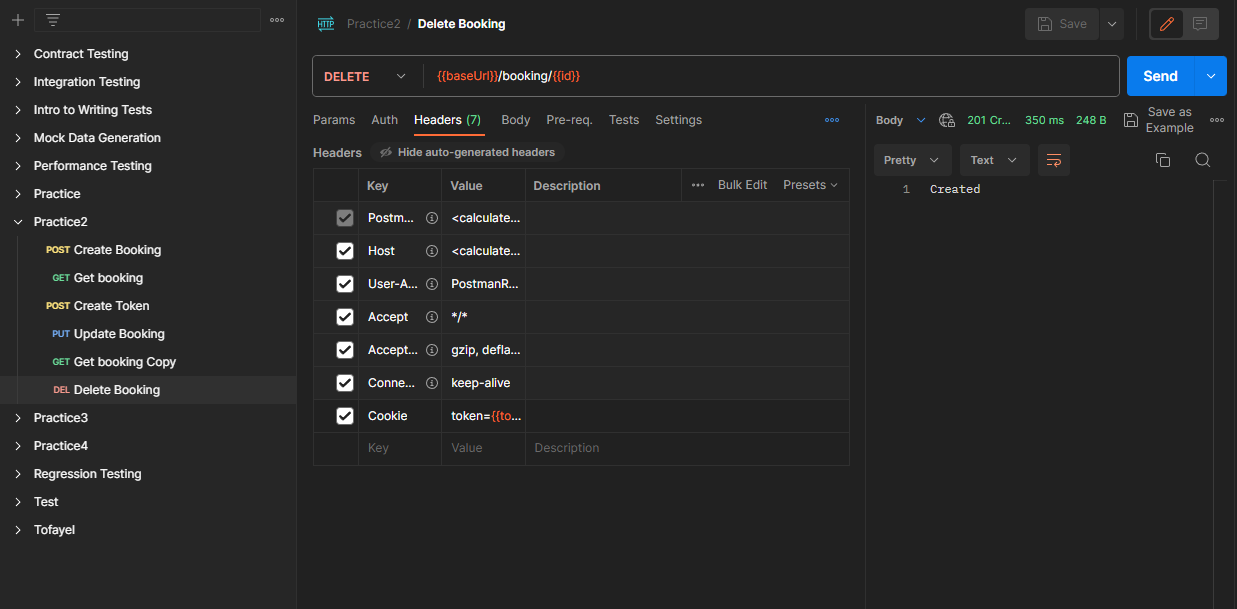 Contract Testing
Integration Testing
Intro to Writing Tests
Mock Data Generation
Performance Testing
Practice
Practice2
POST Create Booking
GET Get booking
POST Create Token
PUT Update Booking
GET Get booking Copy
DEL Delete Booking
Practice3
Practice4
Regression Testing
Test
Tofayel
HTTP Practice2 / Delete Booking
Save
DELETE {{baseUrl}}/booking/{{id}}
Send
Params Auth Headers (7) Body Pre-req. Tests Settings
Headers Hide auto-generated headers
Key Value Description Bulk Edit Presets
Postm... <calculate...
Host <calculate...
User-A... PostmanR...
Accept */*
Accept... gzip, defla...
Conne... keep-alive
Cookie token={{to...
Key Value Description
Body 201 Cr... 350 ms 248 B Save as Example
Pretty Text
1 Created